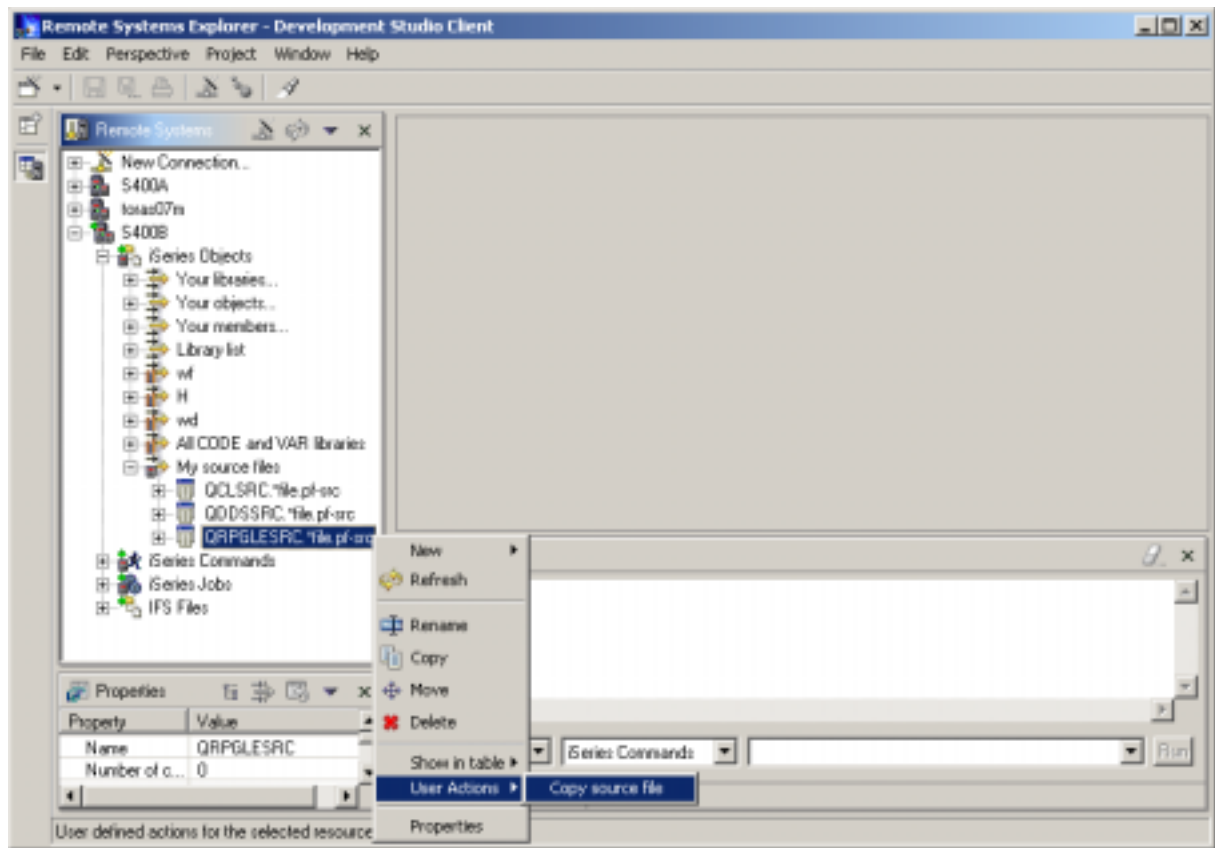 Remote Systems Explorer - Development Studio Client
File Edit Perspective Project Window Help
Remote Systems
New Connection...
S400A
toras07m
S400B
iSeries Objects
Your libraries...
Your objects...
Your members...
Library list
wf
H
wd
All CODE and VAR libraries
My source files
QCLSRC.*file.pf-src
QDDSSRC.*file.pf-src
QRPGLESRC.*file.pf-src
iSeries Commands
iSeries Jobs
IFS Files
New
Refresh
Rename
Copy
Move
Delete
Show in table
User Actions
Properties
Copy source file
Properties
Property Value
Name QRPGLESRC
Number of c... 0
iSeries Commands
Run
User defined actions for the selected resource